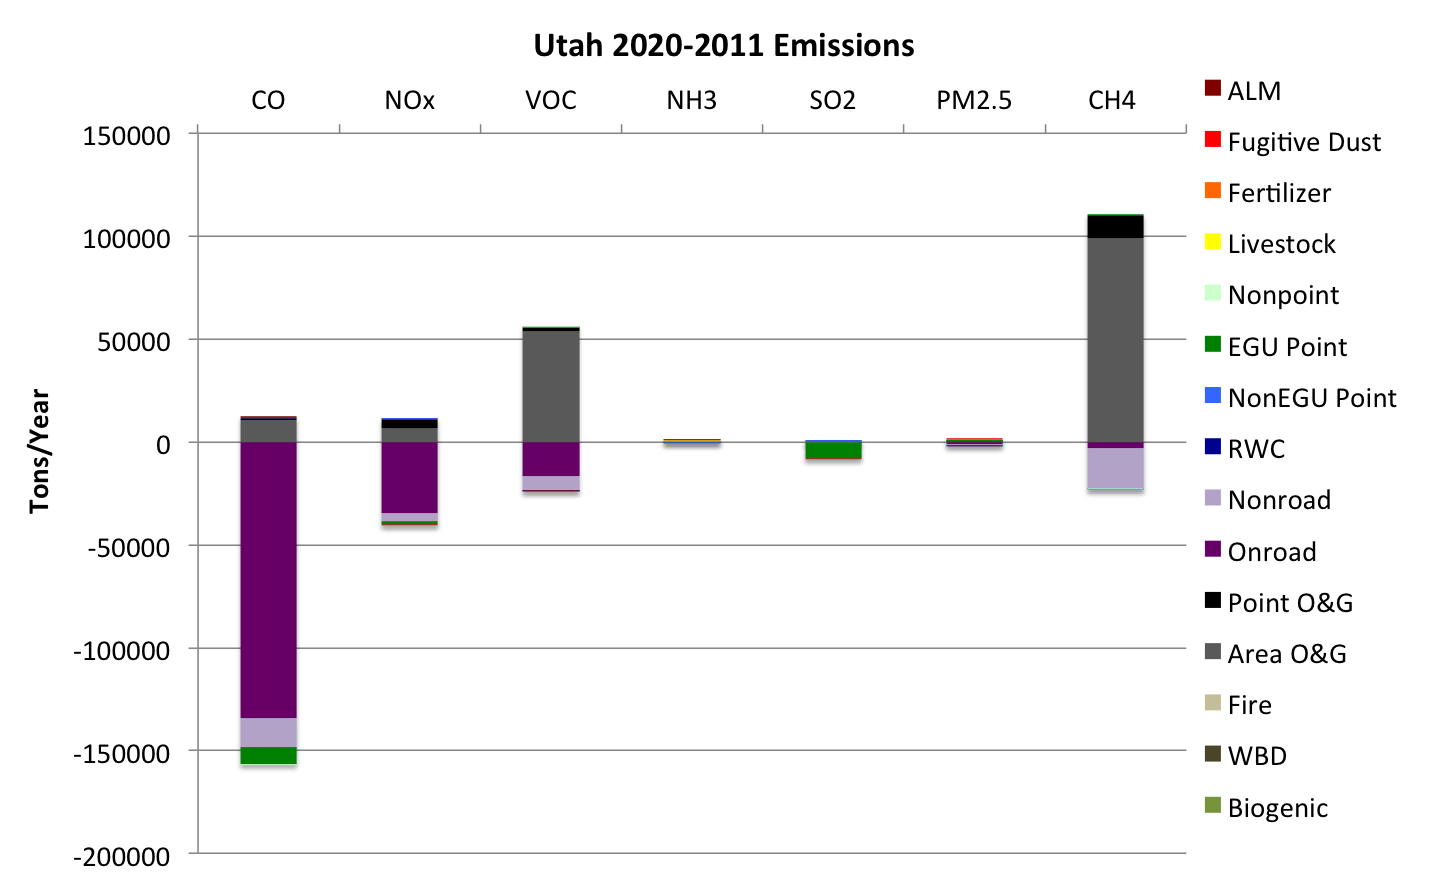 Utah 2020-2011 Emissions
CO NOx VOC NH3 SO2 PM2.5 CH4
150000
100000
50000
0
-50000
-100000
-150000
-200000
Tons/Year
ALM
Fugitive Dust
Fertilizer
Livestock
Nonpoint
EGU Point
NonEGU Point
RWC
Nonroad
Onroad
Point O&G
Area O&G
Fire
WBD
Biogenic